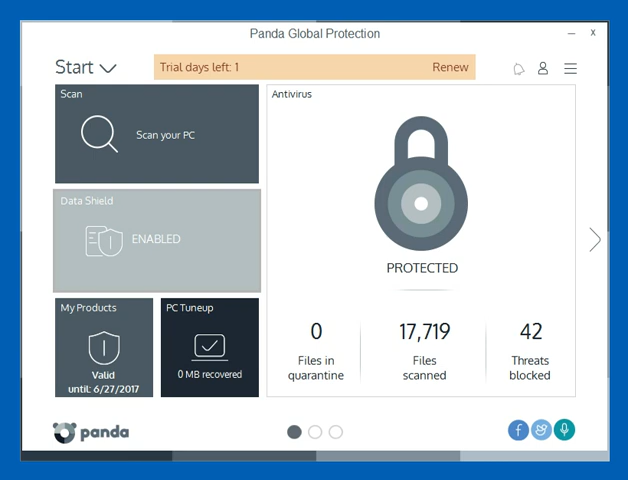 Panda Global Protection
Start
Trial days left: 1
Renew
Scan
Scan your PC
Data Shield
ENABLED
My Products
Valid
until: 6/27/2017
PC Tuneup
0 MB recovered
Antivirus
PROTECTED
0
Files in
quarantine
17,719
Files
scanned
42
Threats
blocked
panda